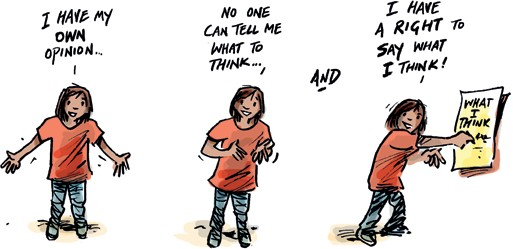 I HAVE MY
OWN
OPINION...
NO ONE
CAN TELL ME
WHAT TO
THINK...
AND
I HAVE
A RIGHT TO
SAY WHAT
I THINK!
WHAT
I
THINK